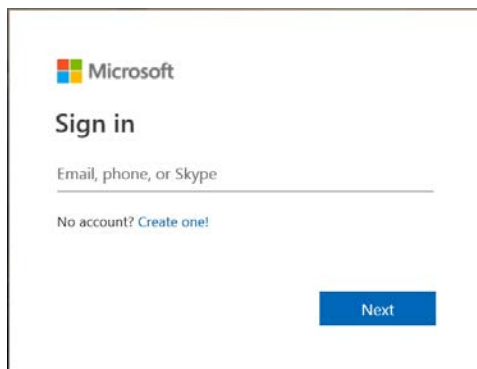 Microsoft
Sign in
Email, phone, or Skype
No account? Create one!
Next